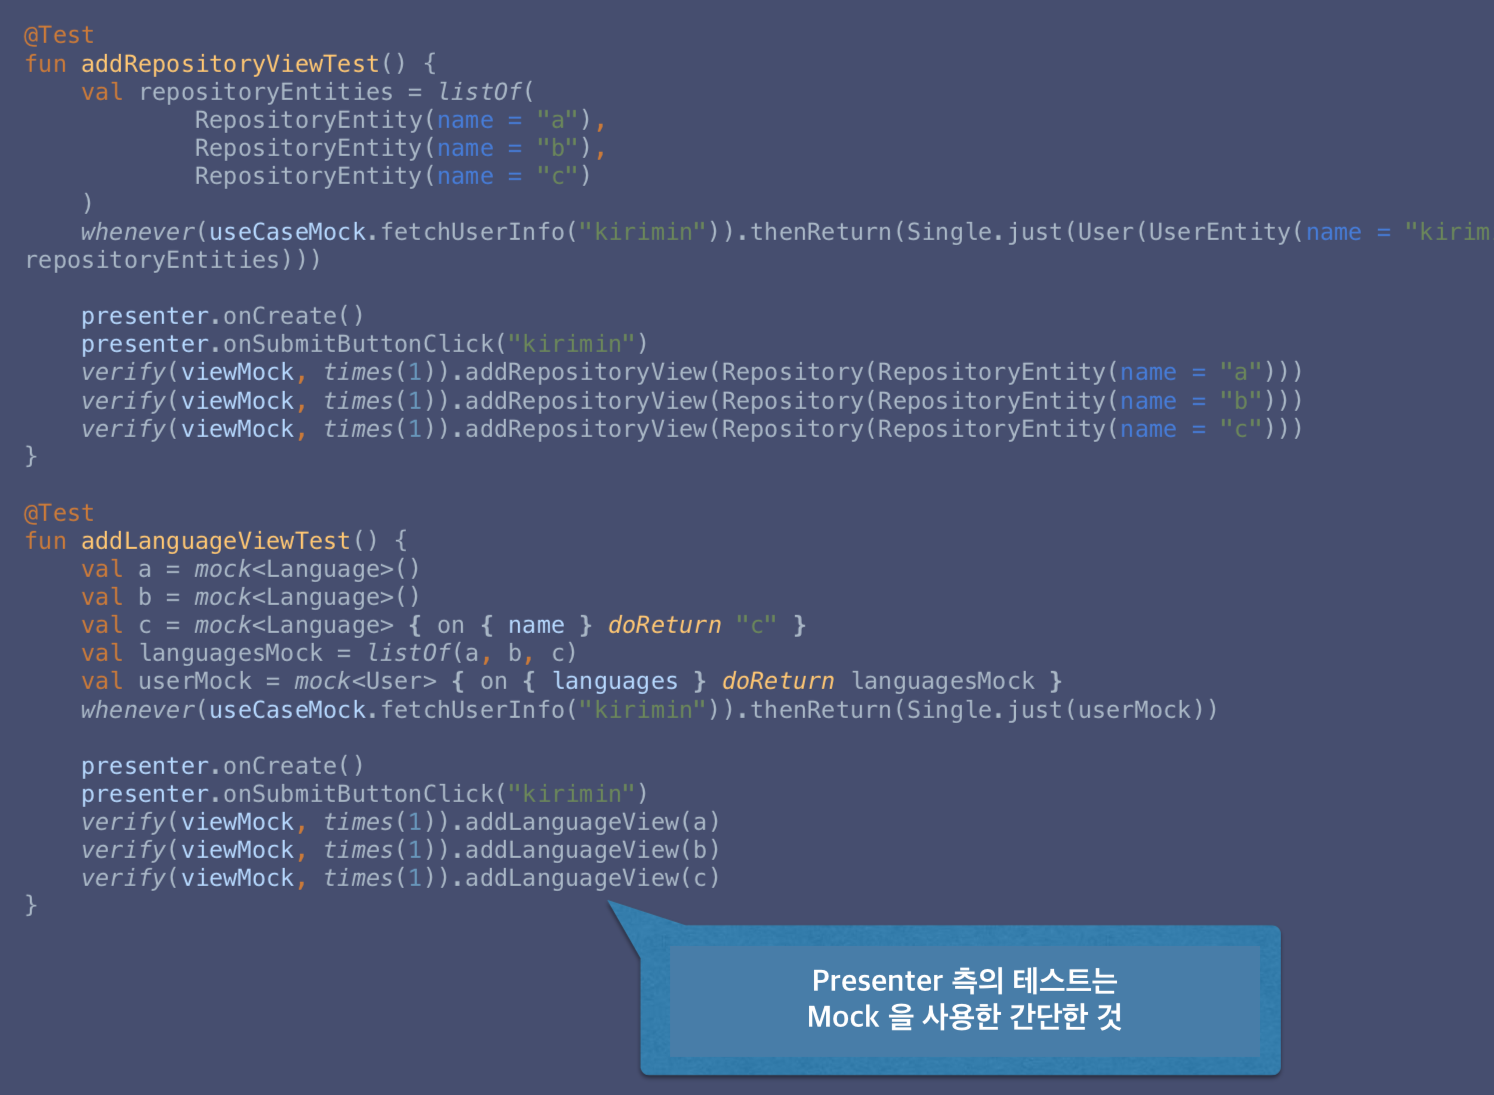 @Test
fun addRepositoryViewTest() {
    val repositoryEntities = listOf(
            RepositoryEntity(name = "a"),
            RepositoryEntity(name = "b"),
            RepositoryEntity(name = "c")
    )
    whenever(useCaseMock.fetchUserInfo("kirimin")).thenReturn(Single.just(User(UserEntity(name = "kirim
repositoryEntities)))

    presenter.onCreate()
    presenter.onSubmitButtonClick("kirimin")
    verify(viewMock, times(1)).addRepositoryView(Repository(RepositoryEntity(name = "a")))
    verify(viewMock, times(1)).addRepositoryView(Repository(RepositoryEntity(name = "b")))
    verify(viewMock, times(1)).addRepositoryView(Repository(RepositoryEntity(name = "c")))
}

@Test
fun addLanguageViewTest() {
    val a = mock<Language>()
    val b = mock<Language>()
    val c = mock<Language> { on { name } doReturn "c" }
    val languagesMock = listOf(a, b, c)
    val userMock = mock<User> { on { languages } doReturn languagesMock }
    whenever(useCaseMock.fetchUserInfo("kirimin")).thenReturn(Single.just(userMock))

    presenter.onCreate()
    presenter.onSubmitButtonClick("kirimin")
    verify(viewMock, times(1)).addLanguageView(a)
    verify(viewMock, times(1)).addLanguageView(b)
    verify(viewMock, times(1)).addLanguageView(c)
}
Presenter 측의 테스트는
Mock 을 사용한 간단한 것